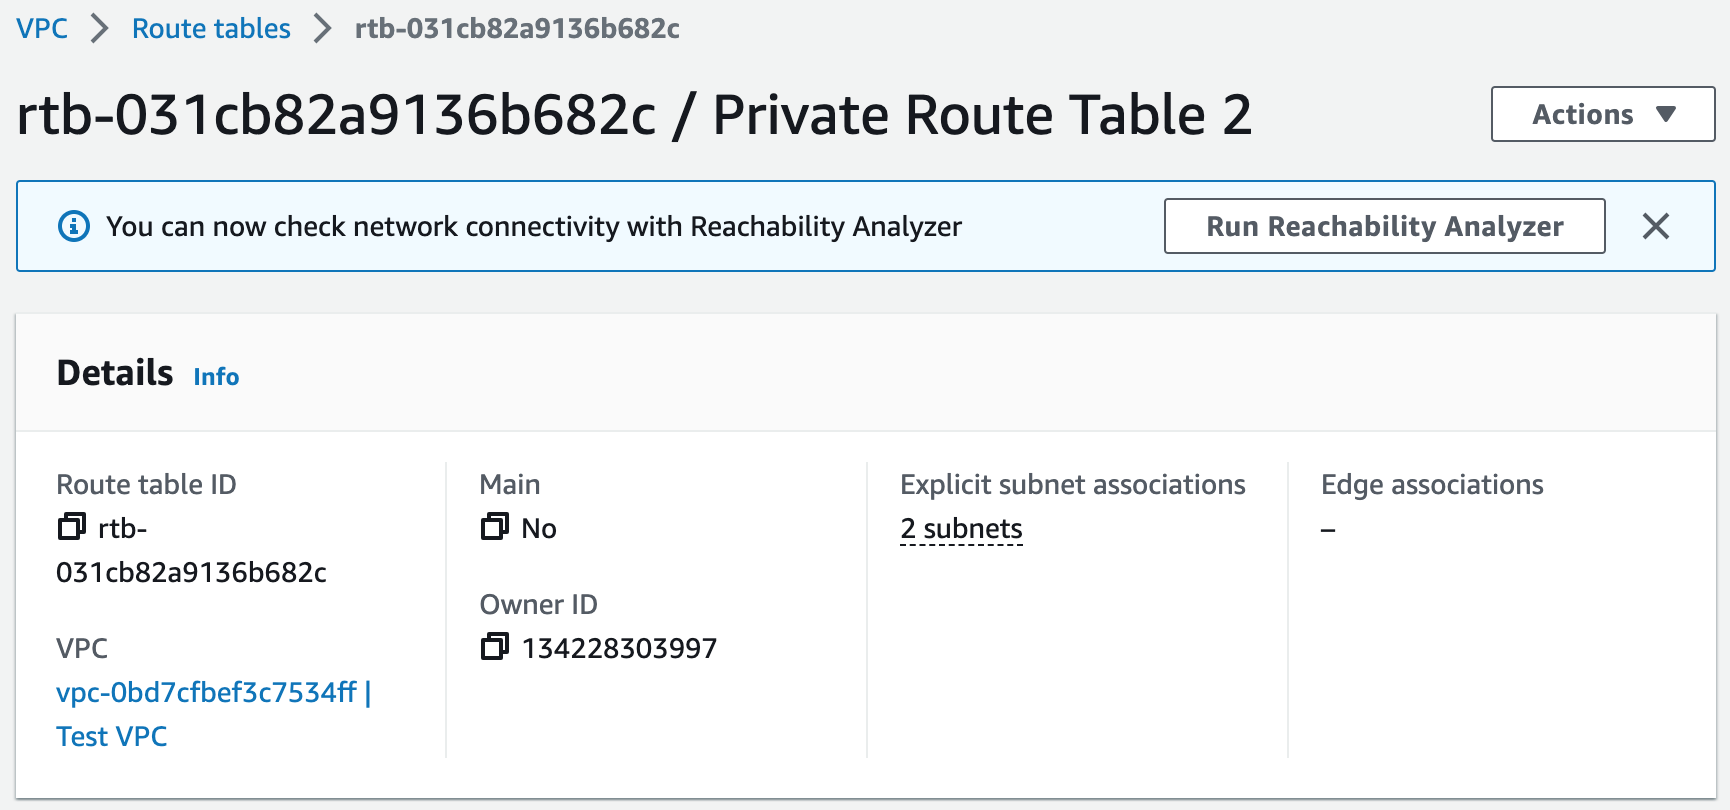 VPC > Route tables > rtb-031cb82a9136b682c
rtb-031cb82a9136b682c / Private Route Table 2
Actions ▼
You can now check network connectivity with Reachability Analyzer
Run Reachability Analyzer
Details Info
Route table ID
rtb-
031cb82a9136b682c
VPC
vpc-0bd7cfbef3c7534ff |
Test VPC
Main
No
Owner ID
134228303997
Explicit subnet associations
2 subnets
Edge associations
–